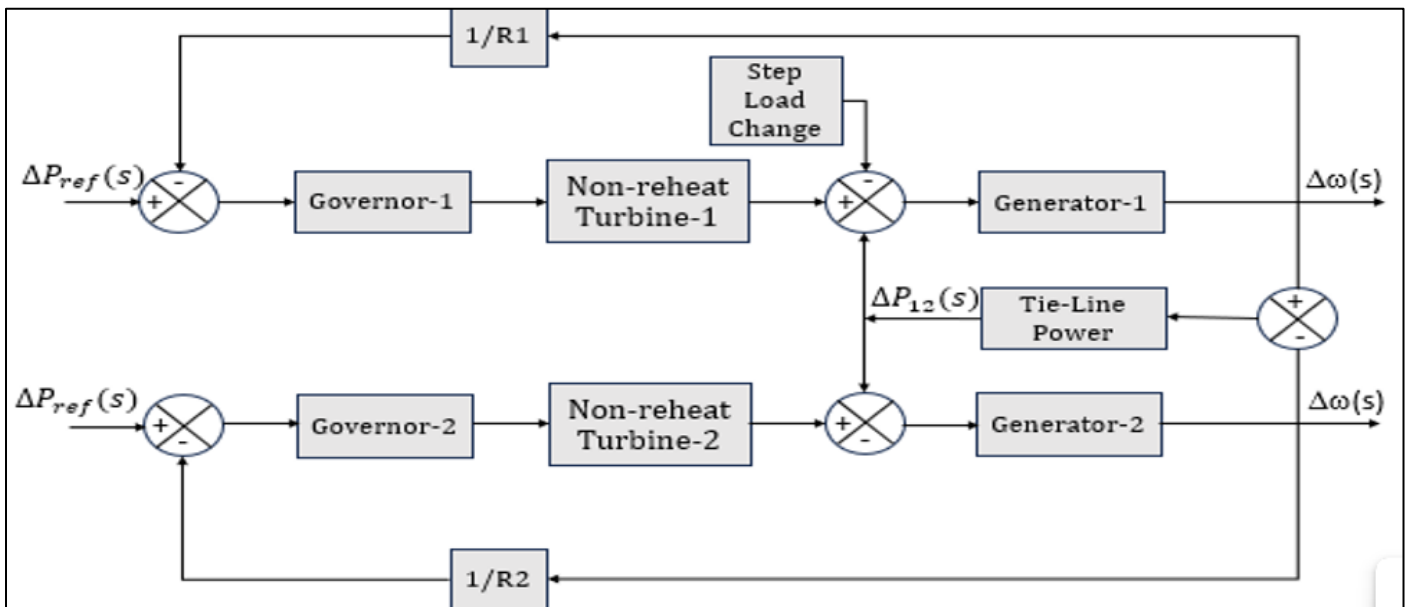 1/R1
Step
Load
Change
ΔP_ref(s)
-
+
Governor-1
Non-reheat
Turbine-1
-
+
Generator-1
Δω(s)
ΔP_12(s)
Tie-Line
Power
+
-
ΔP_ref(s)
+
-
Governor-2
Non-reheat
Turbine-2
+
-
Generator-2
Δω(s)
1/R2